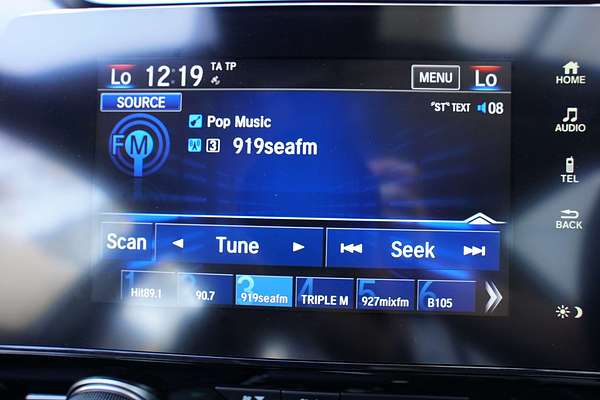 Lo 12:19 TA TP MENU Lo
HOME
SOURCE
"ST" TEXT 08
FM
Pop Music
3 919seafm
AUDIO
TEL
BACK
Scan Tune Seek
1 Hit89.1
2 90.7
3 919seafm
4 TRIPLE M
5 927mixfm
6 B105